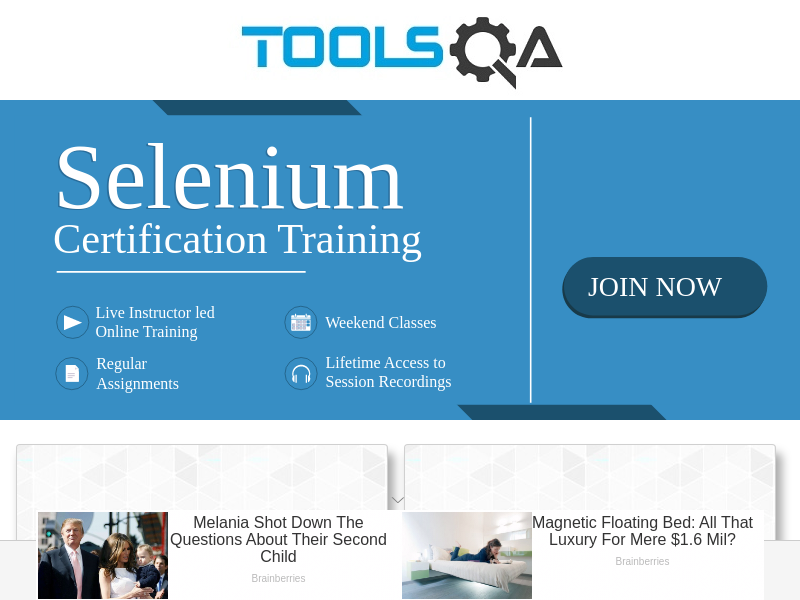 TOOLSQA
Selenium
Certification Training
JOIN NOW
Live Instructor led
Online Training
Weekend Classes
Regular
Assignments
Lifetime Access to
Session Recordings
Melania Shot Down The
Questions About Their Second
Child
Brainberries
Magnetic Floating Bed: All That
Luxury For Mere $1.6 Mil?
Brainberries